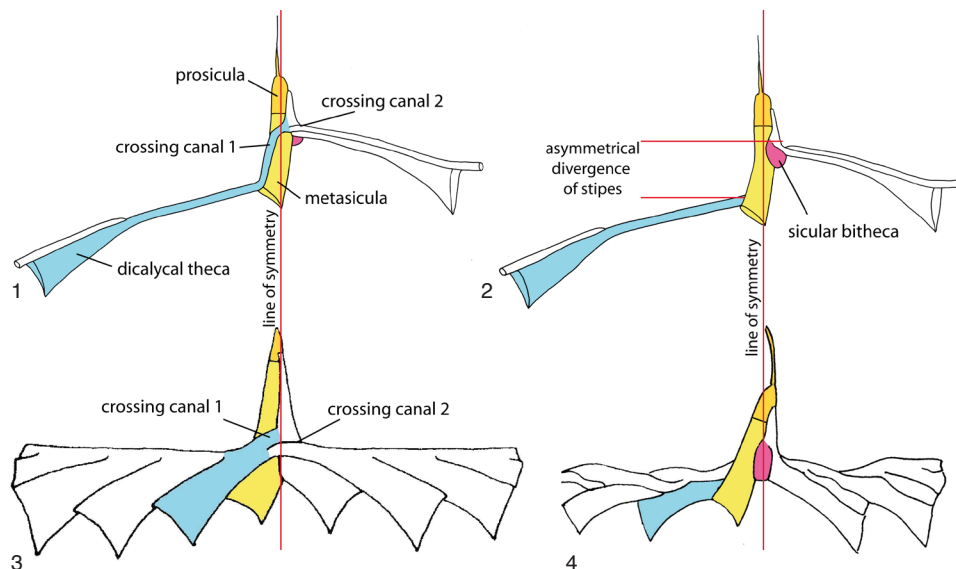 prosicula
crossing canal 2
crossing canal 1
metasicula
dicalycal theca
1
line of symmetry
asymmetrical
divergence
of stipes
sicular bitheca
2
line of symmetry
crossing canal 1
crossing canal 2
3
4